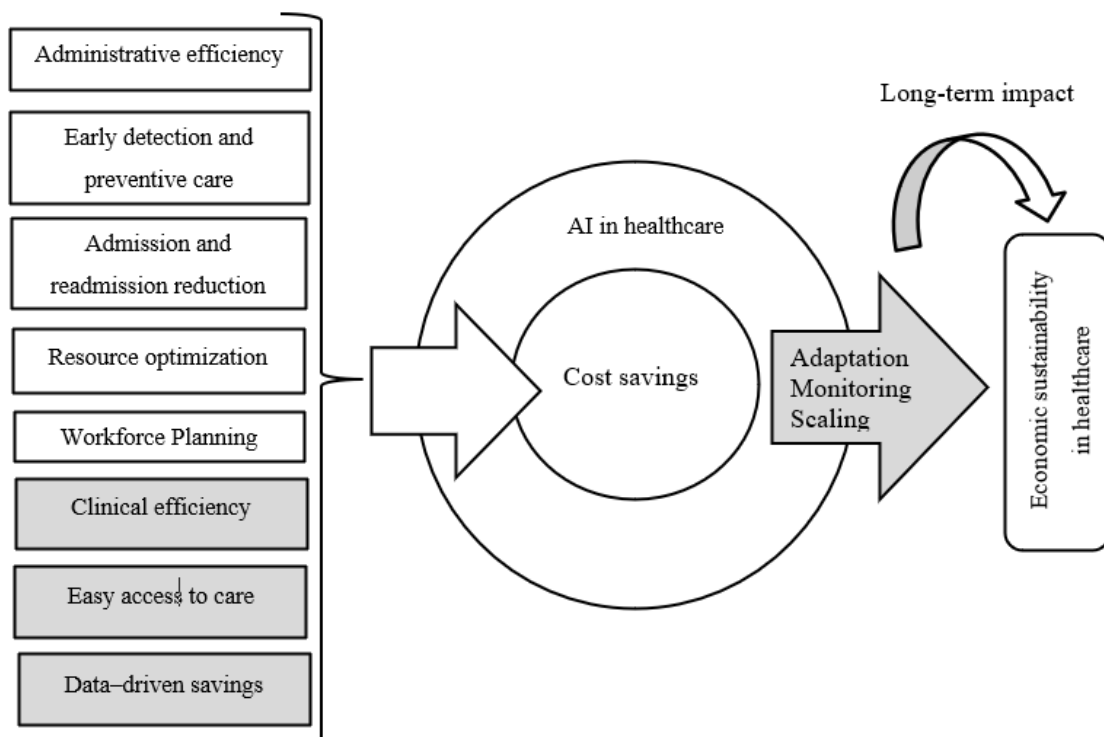 Administrative efficiency
Early detection and
preventive care
Admission and
readmission reduction
Resource optimization
Workforce Planning
Clinical efficiency
Easy access to care
Data–driven savings
AI in healthcare
Cost savings
Adaptation
Monitoring
Scaling
Long-term impact
Economic sustainability
in healthcare